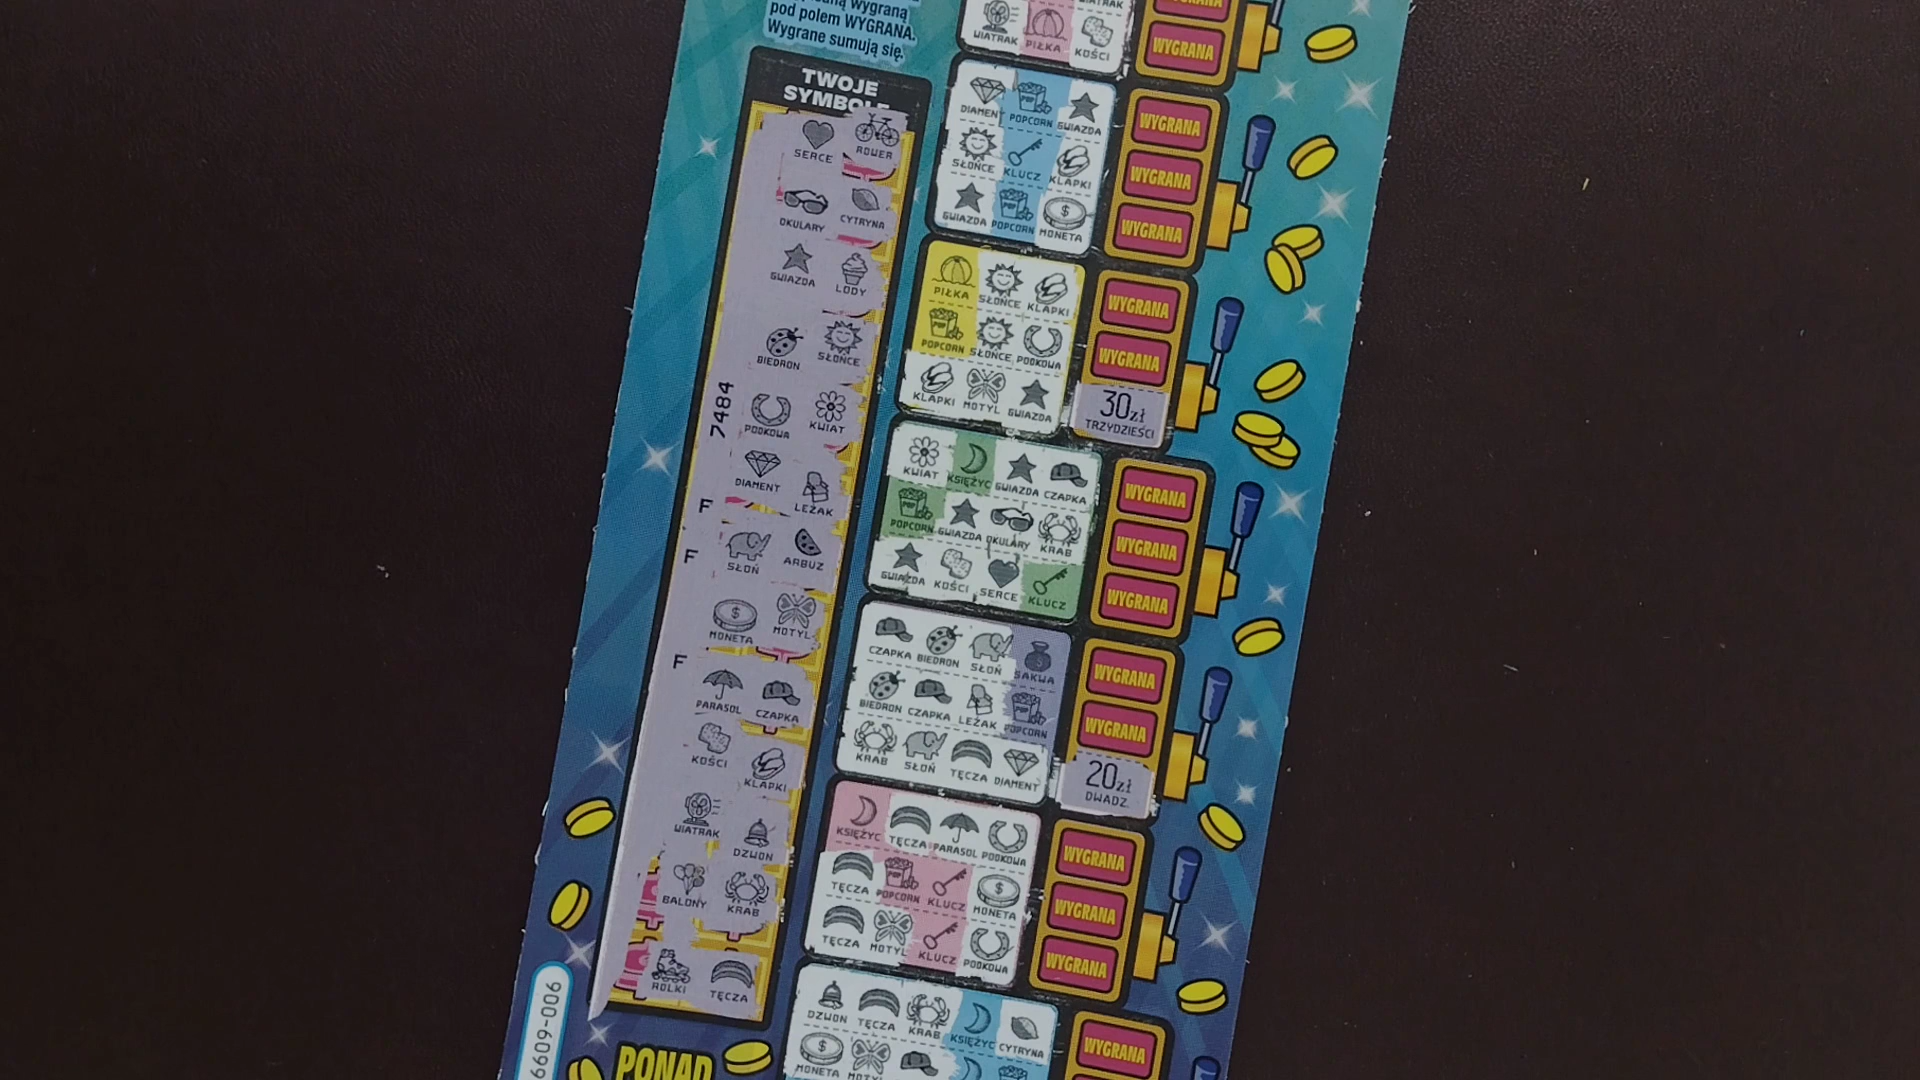 pod polem WYGRANA.
Wygrane sumują się.
TWOJE
SYMBOLE
SERCE ROWER
OKULARY CYTRYNA
GWIAZDA LODY
BIEDRON SŁOŃCE
7484
PODKOWA KWIAT
DIAMENT LEŻAK
F
SŁOŃ ARBUZ
F
MONETA MOTYL
F
PARASOL CZAPKA
KOŚCI KLAPKI
WIATRAK DZWON
BALONY KRAB
ROLKI TĘCZA
6609-006
PONAD
WIATRAK PIŁKA KOŚCI
WYGRANA
DIAMENT POPCORN GWIAZDA
SŁOŃCE KLUCZ KLAPKI
GWIAZDA POPCORN MONETA
WYGRANA
WYGRANA
WYGRANA
PIŁKA SŁOŃCE KLAPKI
POPCORN SŁOŃCE PODKOWA
KLAPKI MOTYL GWIAZDA
WYGRANA
WYGRANA
30zł
TRZYDZIEŚCI
KWIAT KSIĘŻYC GWIAZDA CZAPKA
POPCORN GWIAZDA OKULARY KRAB
GWIAZDA KOŚCI SERCE KLUCZ
WYGRANA
WYGRANA
WYGRANA
CZAPKA BIEDRON SŁOŃ SAKWA
BIEDRON CZAPKA LEŻAK POPCORN
KRAB SŁOŃ TĘCZA DIAMENT
WYGRANA
WYGRANA
20zł
DWADZ.
KSIĘŻYC TĘCZA PARASOL PODKOWA
TĘCZA POPCORN KLUCZ MONETA
TĘCZA MOTYL KLUCZ PODKOWA
WYGRANA
WYGRANA
WYGRANA
DZWON TĘCZA KRAB KSIĘŻYC CYTRYNA
MONETA MOTYL
WYGRANA